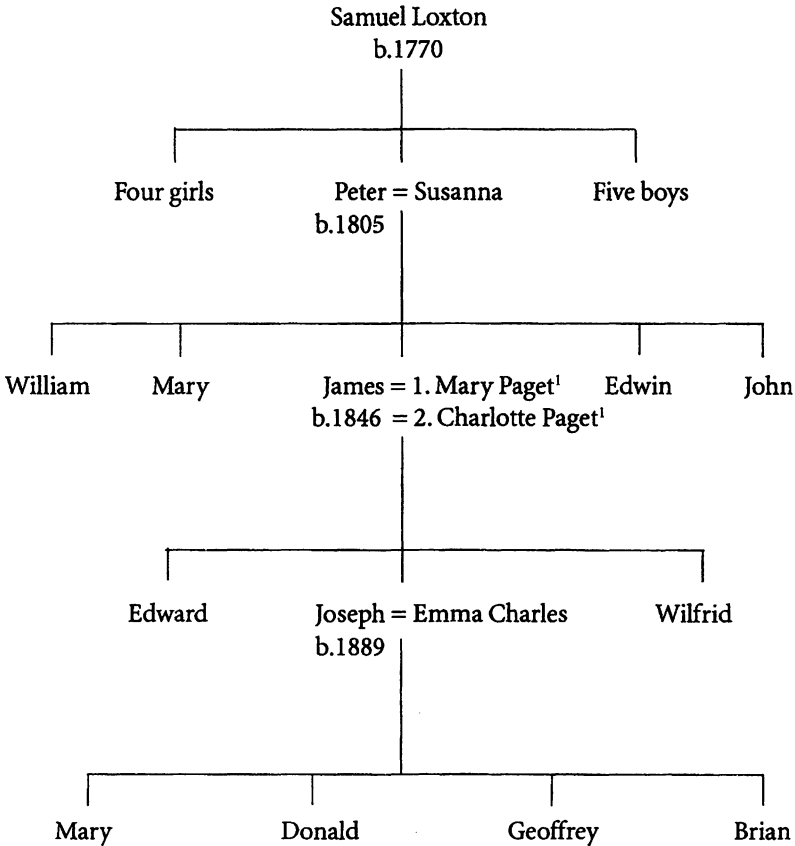 Samuel Loxton
b.1770
Four girls Peter = Susanna Five boys
b.1805
William Mary James = 1. Mary Paget¹ Edwin John
b.1846 = 2. Charlotte Paget¹
Edward Joseph = Emma Charles Wilfrid
b.1889
Mary Donald Geoffrey Brian